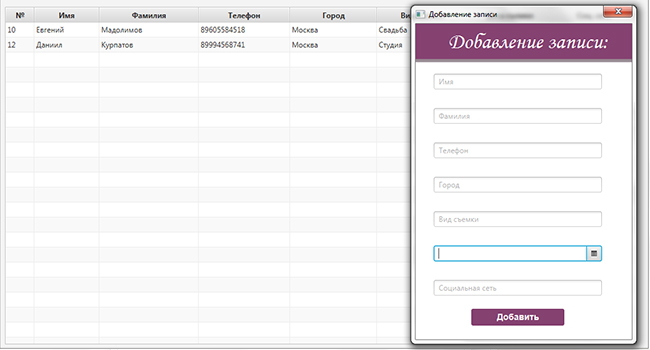 № Имя Фамилия Телефон Город Ви
10 Евгений Мадолимов 89605584518 Москва Свадьба
12 Даниил Курпатов 89994568741 Москва Студия
Добавление записи
Добавление записи:
Имя
Фамилия
Телефон
Город
Вид съемки
Социальная сеть
Добавить